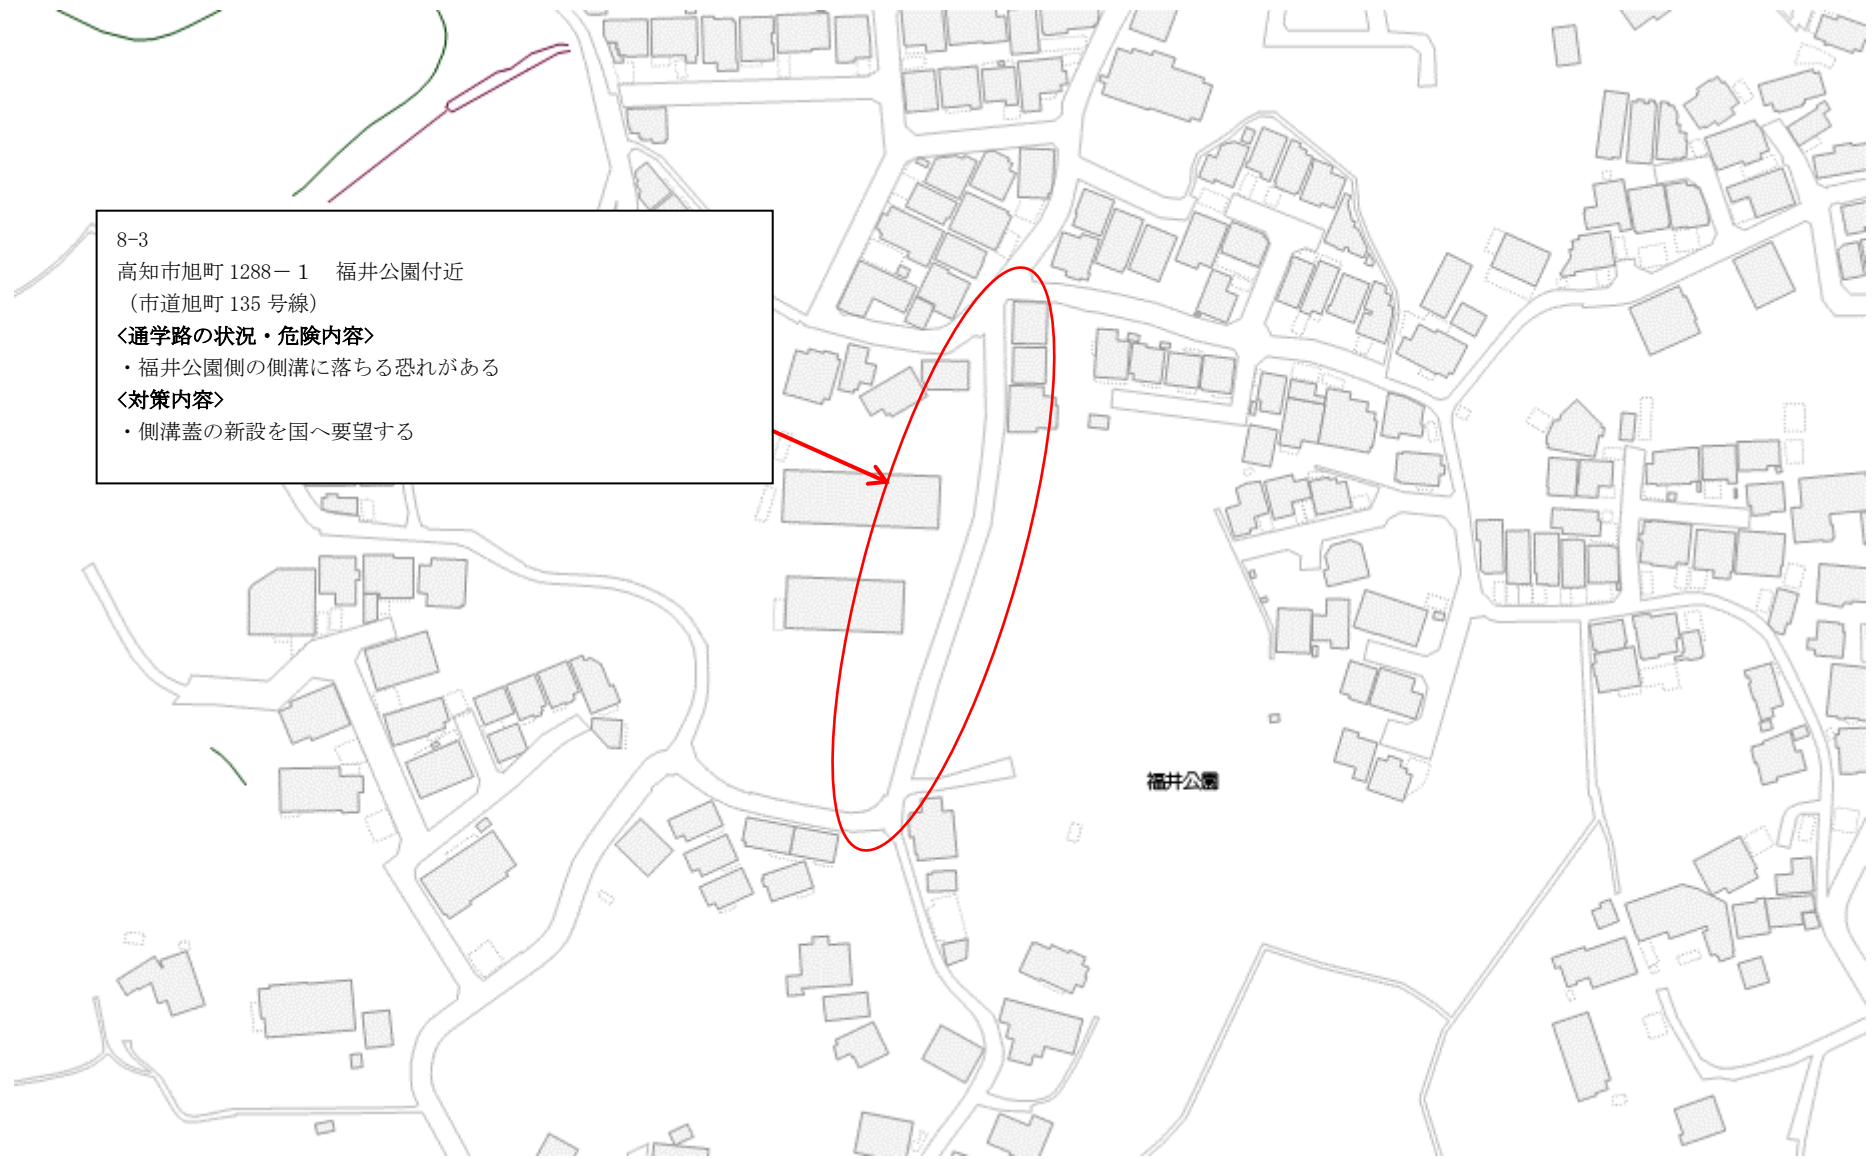 8-3
高知市旭町 1288－１　福井公園付近
（市道旭町 135 号線）
<通学路の状況・危険内容>
・福井公園側の側溝に落ちる恐れがある
<対策内容>
・側溝蓋の新設を国へ要望する
福井公園